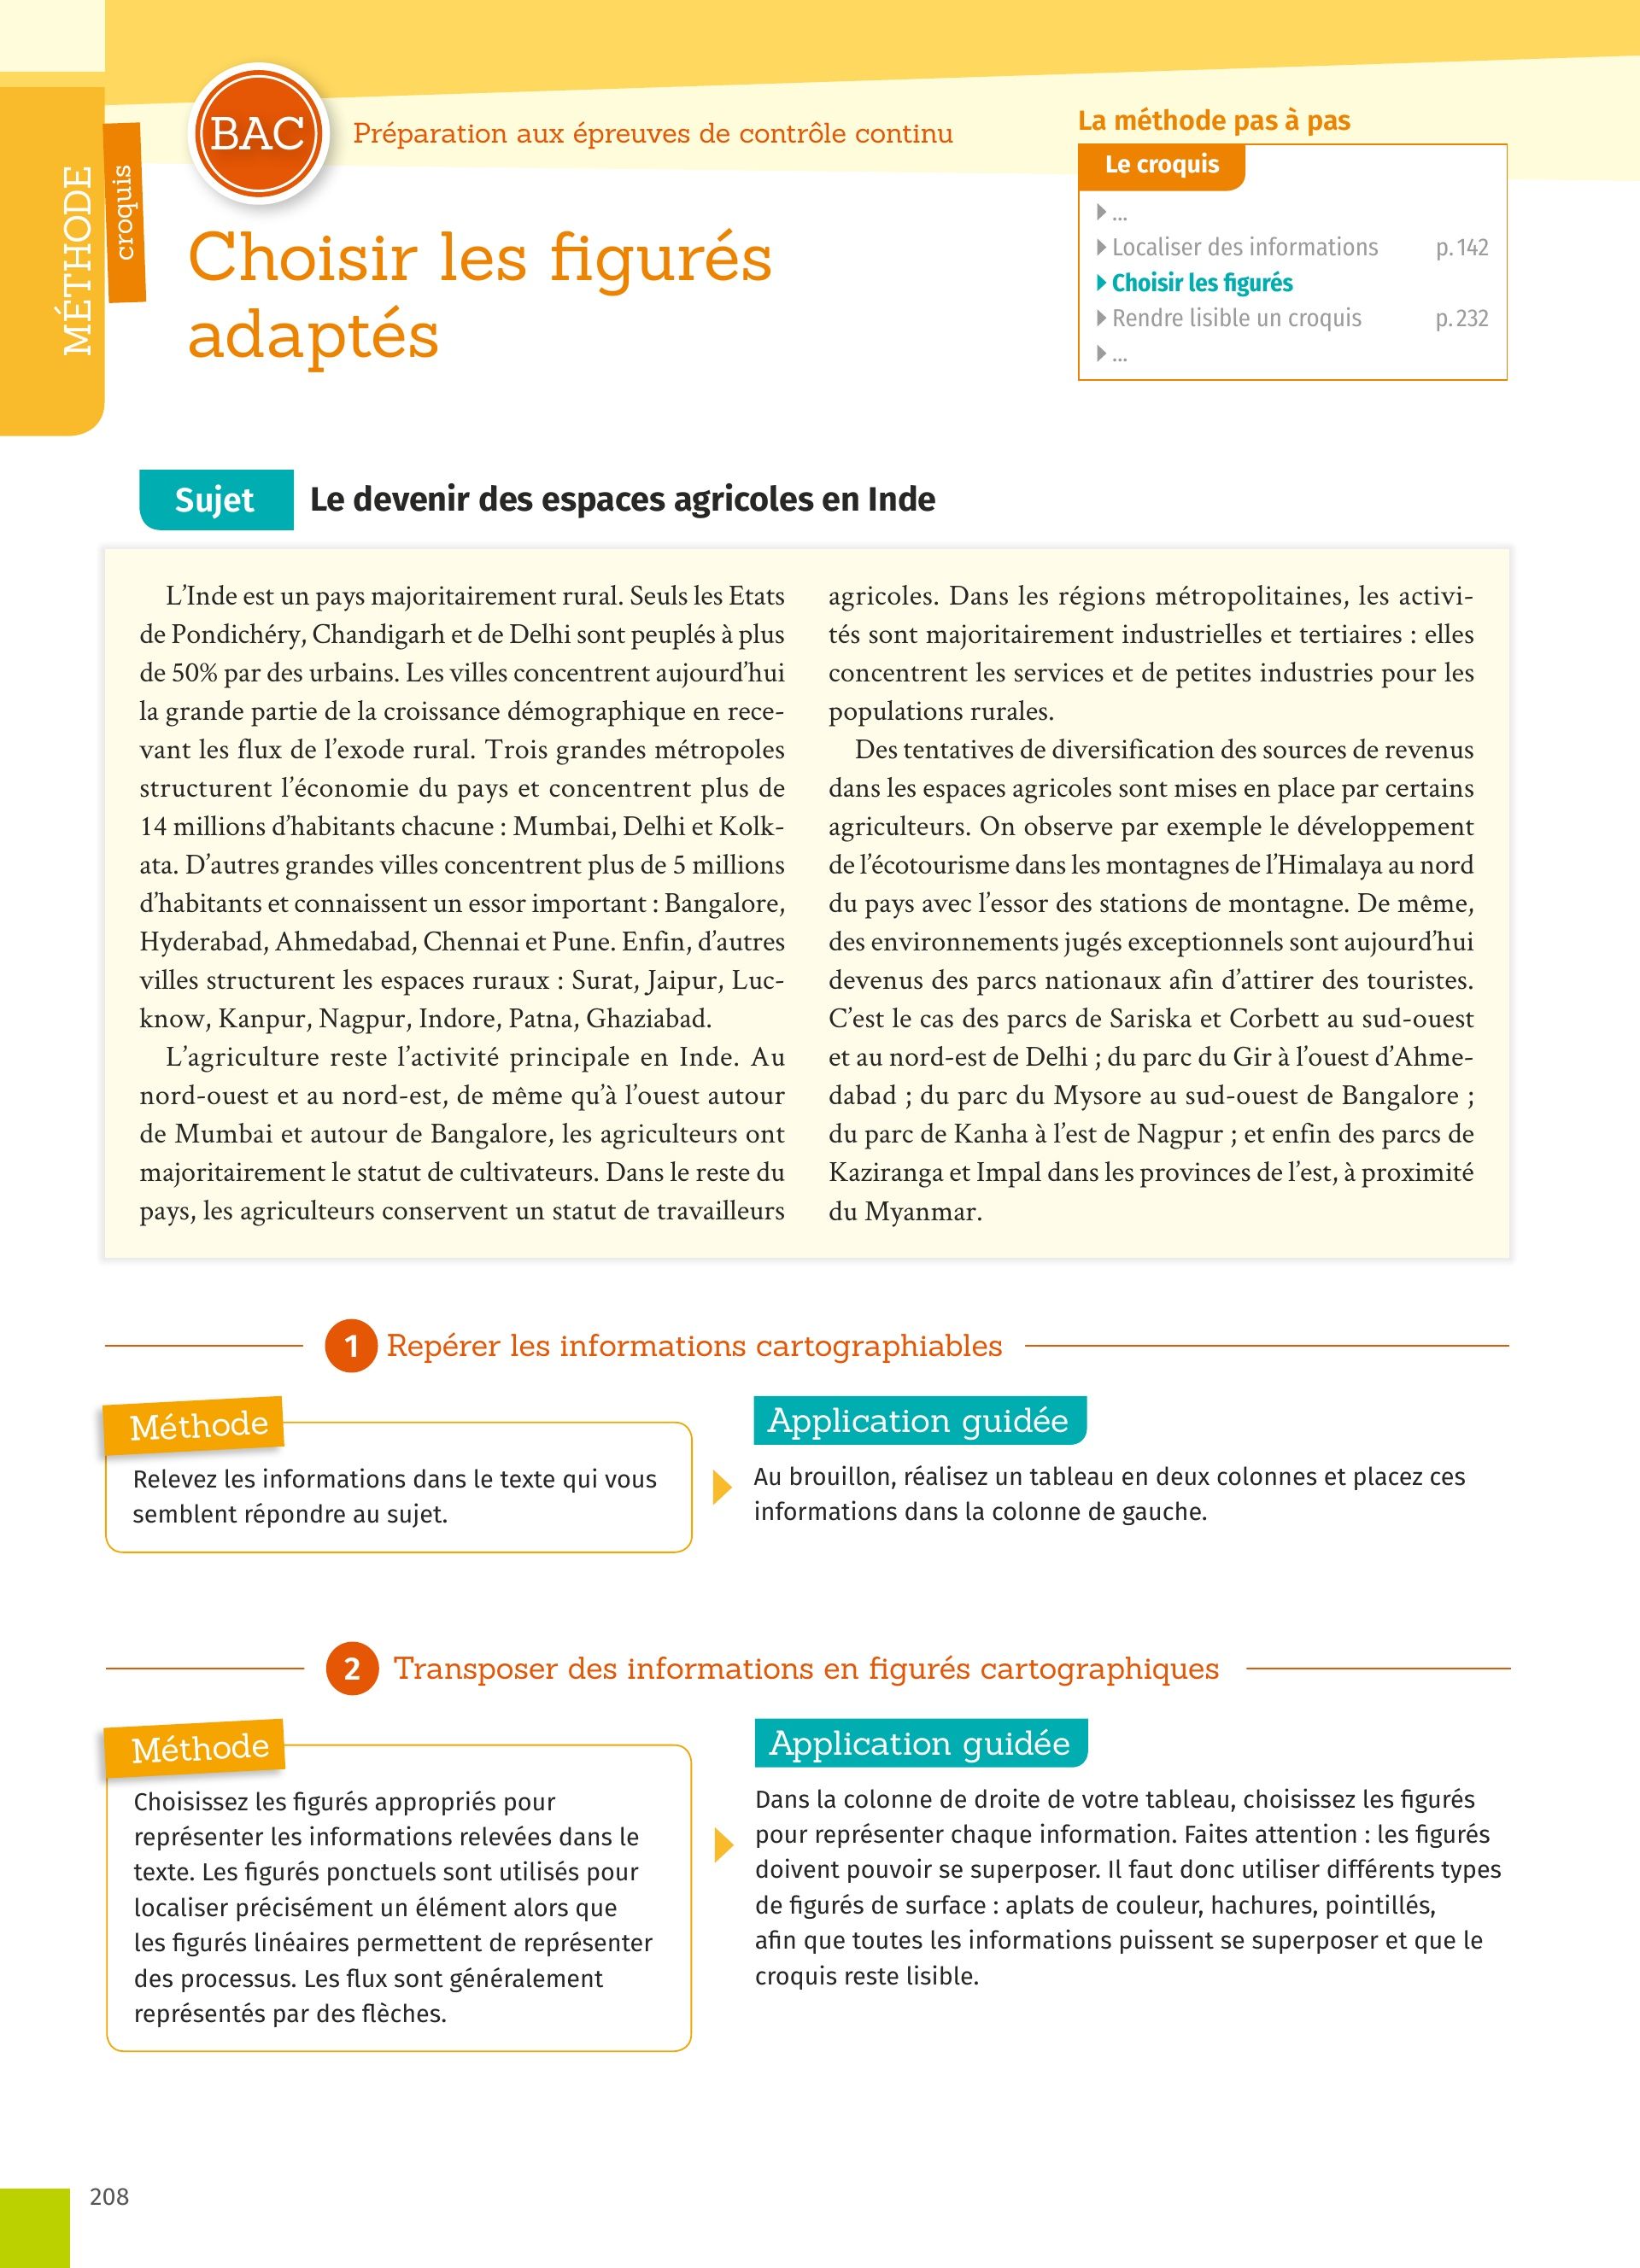 MÉTHODE
croquis
BAC
Préparation aux épreuves de contrôle continu
Choisir les figurés
adaptés
La méthode pas à pas
Le croquis
...
Localiser des informations p. 142
Choisir les figurés
Rendre lisible un croquis p. 232
...
Sujet
Le devenir des espaces agricoles en Inde
L'Inde est un pays majoritairement rural. Seuls les Etats
de Pondichéry, Chandigarh et de Delhi sont peuplés à plus
de 50% par des urbains. Les villes concentrent aujourd'hui
la grande partie de la croissance démographique en rece-
vant les flux de l'exode rural. Trois grandes métropoles
structurent l'économie du pays et concentrent plus de
14 millions d'habitants chacune : Mumbai, Delhi et Kolk-
ata. D'autres grandes villes concentrent plus de 5 millions
d'habitants et connaissent un essor important : Bangalore,
Hyderabad, Ahmedabad, Chennai et Pune. Enfin, d'autres
villes structurent les espaces ruraux : Surat, Jaipur, Luc-
know, Kanpur, Nagpur, Indore, Patna, Ghaziabad.
L'agriculture reste l'activité principale en Inde. Au
nord-ouest et au nord-est, de même qu'à l'ouest autour
de Mumbai et autour de Bangalore, les agriculteurs ont
majoritairement le statut de cultivateurs. Dans le reste du
pays, les agriculteurs conservent un statut de travailleurs
agricoles. Dans les régions métropolitaines, les activi-
tés sont majoritairement industrielles et tertiaires : elles
concentrent les services et de petites industries pour les
populations rurales.
Des tentatives de diversification des sources de revenus
dans les espaces agricoles sont mises en place par certains
agriculteurs. On observe par exemple le développement
de l'écotourisme dans les montagnes de l'Himalaya au nord
du pays avec l'essor des stations de montagne. De même,
des environnements jugés exceptionnels sont aujourd'hui
devenus des parcs nationaux afin d'attirer des touristes.
C'est le cas des parcs de Sariska et Corbett au sud-ouest
et au nord-est de Delhi ; du parc du Gir à l'ouest d'Ahme-
dabad ; du parc du Mysore au sud-ouest de Bangalore ;
du parc de Kanha à l'est de Nagpur ; et enfin des parcs de
Kaziranga et Impal dans les provinces de l'est, à proximité
du Myanmar.
1 Repérer les informations cartographiables
Méthode
Relevez les informations dans le texte qui vous
semblent répondre au sujet.
Application guidée
Au brouillon, réalisez un tableau en deux colonnes et placez ces
informations dans la colonne de gauche.
2 Transposer des informations en figurés cartographiques
Méthode
Choisissez les figurés appropriés pour
représenter les informations relevées dans le
texte. Les figurés ponctuels sont utilisés pour
localiser précisément un élément alors que
les figurés linéaires permettent de représenter
des processus. Les flux sont généralement
représentés par des flèches.
Application guidée
Dans la colonne de droite de votre tableau, choisissez les figurés
pour représenter chaque information. Faites attention : les figurés
doivent pouvoir se superposer. Il faut donc utiliser différents types
de figurés de surface : aplats de couleur, hachures, pointillés,
afin que toutes les informations puissent se superposer et que le
croquis reste lisible.
208